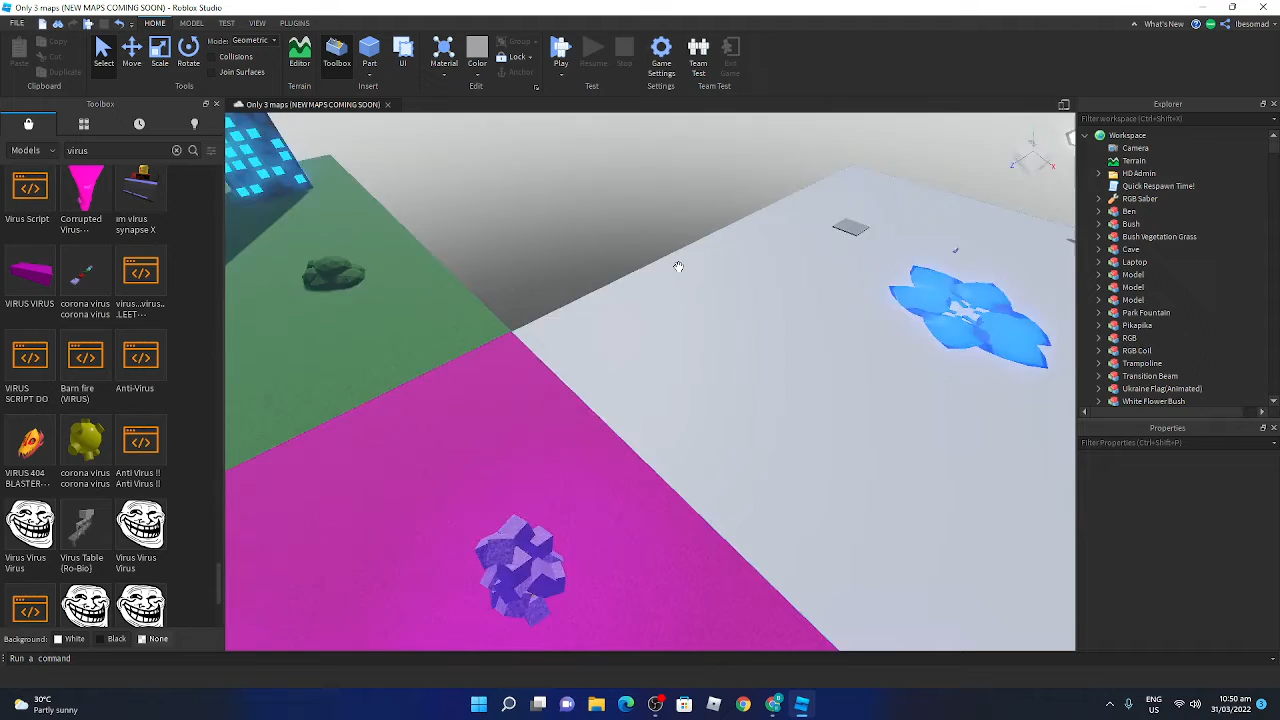 Only 3 maps (NEW MAPS COMING SOON) - Roblox Studio
FILE HOME MODEL TEST VIEW PLUGINS What's New ibesomad
Paste Copy Cut Duplicate Clipboard
Select Move Scale Rotate Mode: Geometric Collisions Join Surfaces Tools
Editor Terrain Toolbox Part UI Insert
Material Color Group Lock Anchor Edit
Play Resume Stop Test Game Settings Settings Team Test Exit Game Team Test
Toolbox
Only 3 maps (NEW MAPS COMING SOON)
Explorer
Models virus
Filter workspace (Ctrl+Shift+X)
Virus Script
Corrupted Virus...
im virus synapse X
VIRUS VIRUS
corona virus corona virus
virus...virus.. .LEET...
VIRUS SCRIPT DO
Barn fire (VIRUS)
Anti-Virus
VIRUS 404 BLASTER...
corona virus corona virus
Anti Virus !! Anti Virus !!
Virus Virus Virus
Virus Table (Ro-Bio)
Virus Virus Virus
Background: White Black None
Workspace
Camera
Terrain
HD Admin
Quick Respawn Time!
RGB Saber
Ben
Bush
Bush Vegetation Grass
Cave
Laptop
Model
Model
Model
Park Fountain
Pikapika
RGB
RGB Coil
Trampoline
Transition Beam
Ukraine Flag(Animated)
White Flower Bush
Properties
Filter Properties (Ctrl+Shift+P)
Z X
Run a command
30°C
Partly sunny
ENG
US
10:50 am
31/03/2022
3